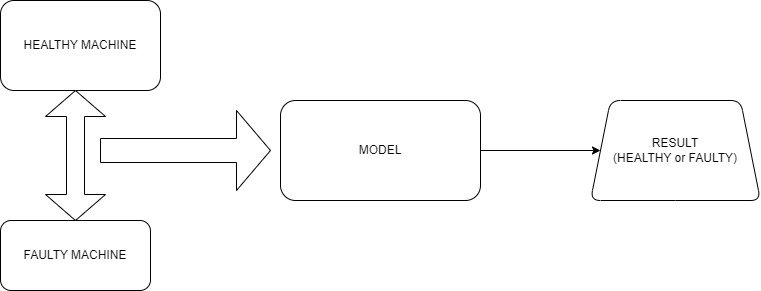 HEALTHY MACHINE
MODEL
RESULT
(HEALTHY or FAULTY)
FAULTY MACHINE